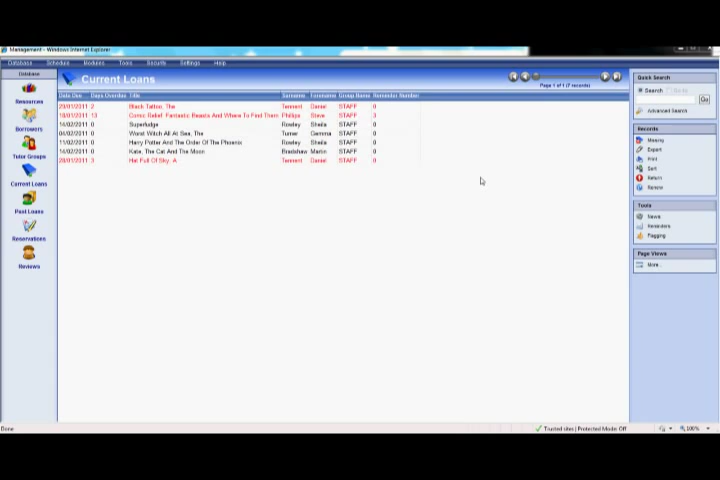 Management - Windows Internet Explorer
Database Schedule Modules Tools Security Settings Help
Database
Resources
Borrowers
Tutor Groups
Current Loans
Past Loans
Reservations
Reviews
Current Loans
Page 1 of 1 (7 records)
Date Due Days Overdue Title Surname Forename Group Name Reminder Number
2 Black Tattoo, The Tennent Daniel STAFF 0
18/01/2011 13 Comic Relief: Fantastic Beasts And Where To Find Them Phillips Steve STAFF 3
14/02/2011 0 Superfudge Rowley Sheila STAFF 0
04/02/2011 0 Worst Witch All At Sea, The Turner Gemma STAFF 0
11/02/2011 0 Harry Potter And The Order Of The Phoenix Rowley Sheila STAFF 0
14/02/2011 0 Kate, The Cat And The Moon Bradshaw Martin STAFF 0
28/01/2011 3 Hat Full Of Sky, A Tennent Daniel STAFF 0
Quick Search
Search
Go
Advanced Search
Records
Export
Print
Sort
Return
Renew
Tools
News
Reminders
Flagging
Page Views
More...
Done
Trusted sites | Protected Mode: Off
100%